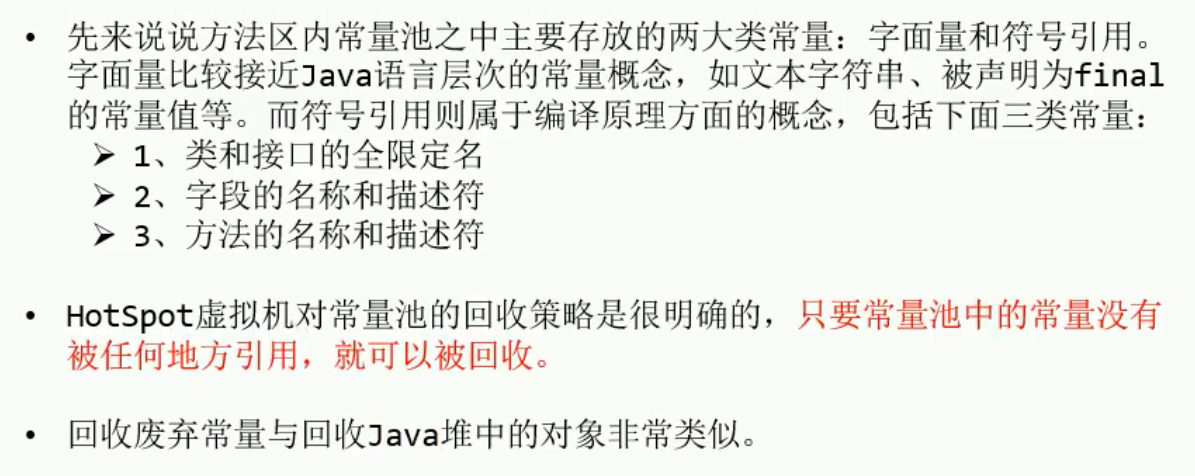 • 先来说说方法区内常量池之中主要存放的两大类常量：字面量和符号引用。
字面量比较接近Java语言层次的常量概念，如文本字符串、被声明为final
的常量值等。而符号引用则属于编译原理方面的概念，包括下面三类常量：
➢ 1、类和接口的全限定名
➢ 2、字段的名称和描述符
➢ 3、方法的名称和描述符
• HotSpot虚拟机对常量池的回收策略是很明确的，只要常量池中的常量没有
被任何地方引用，就可以被回收。
• 回收废弃常量与回收Java堆中的对象非常类似。